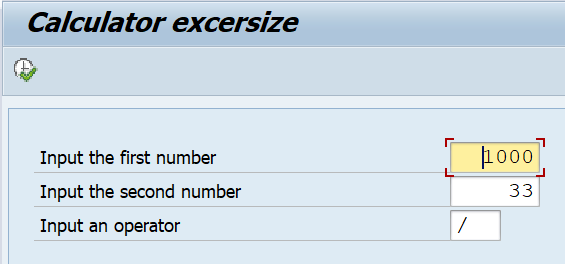 Calculator excersize
Input the first number 1000
Input the second number 33
Input an operator /